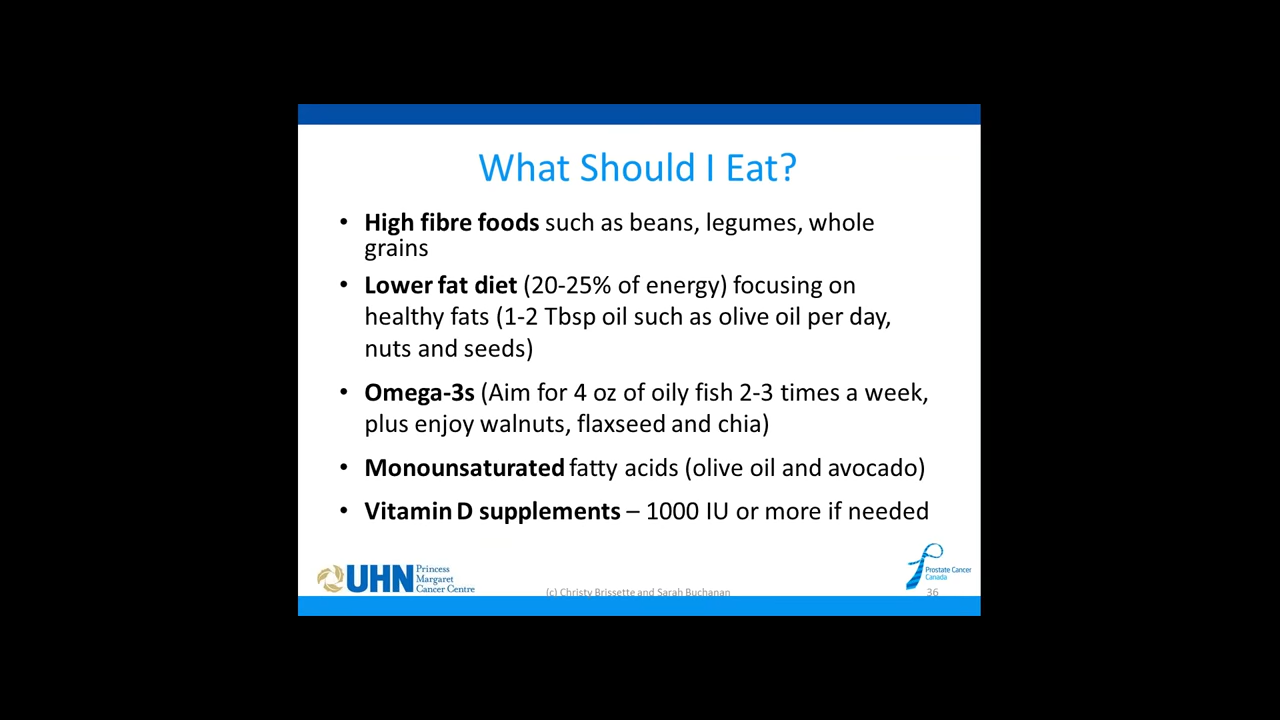 What Should I Eat?
• High fibre foods such as beans, legumes, whole
grains
• Lower fat diet (20-25% of energy) focusing on
healthy fats (1-2 Tbsp oil such as olive oil per day,
nuts and seeds)
• Omega-3s (Aim for 4 oz of oily fish 2-3 times a week,
plus enjoy walnuts, flaxseed and chia)
• Monounsaturated fatty acids (olive oil and avocado)
• Vitamin D supplements – 1000 IU or more if needed
UHN Princess
Margaret
Cancer Centre
(c) Christy Brissette and Sarah Buchanan
Prostate Cancer
Canada
36